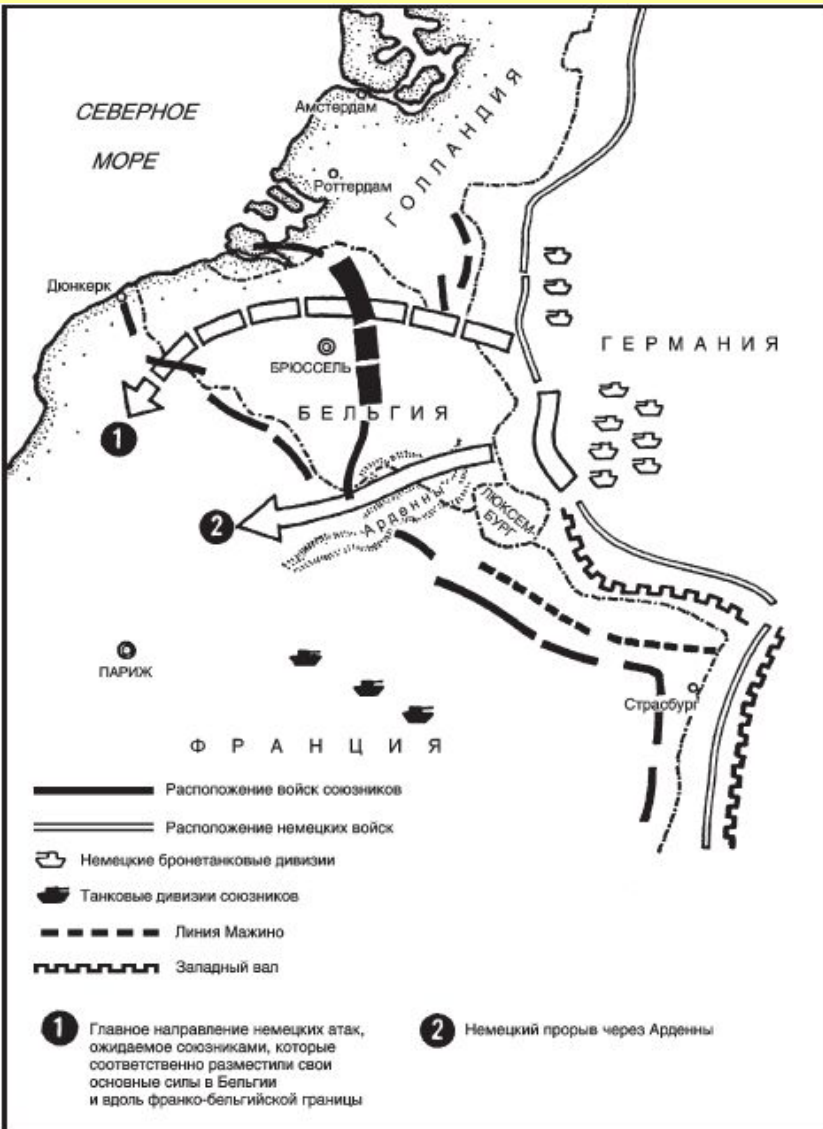 СЕВЕРНОЕ
МОРЕ
Амстердам
ГОЛЛАНДИЯ
Роттердам
Дюнкерк
ГЕРМАНИЯ
БРЮССЕЛЬ
БЕЛЬГИЯ
1
2
Арденны
ЛЮКСЕМ-
БУРГ
ПАРИЖ
Страсбург
ФРАНЦИЯ
Расположение войск союзников
Расположение немецких войск
Немецкие бронетанковые дивизии
Танковые дивизии союзников
Линия Мажино
Западный вал
1 Главное направление немецких атак,
ожидаемое союзниками, которые
соответственно разместили свои
основные силы в Бельгии
и вдоль франко-бельгийской границы
2 Немецкий прорыв через Арденны